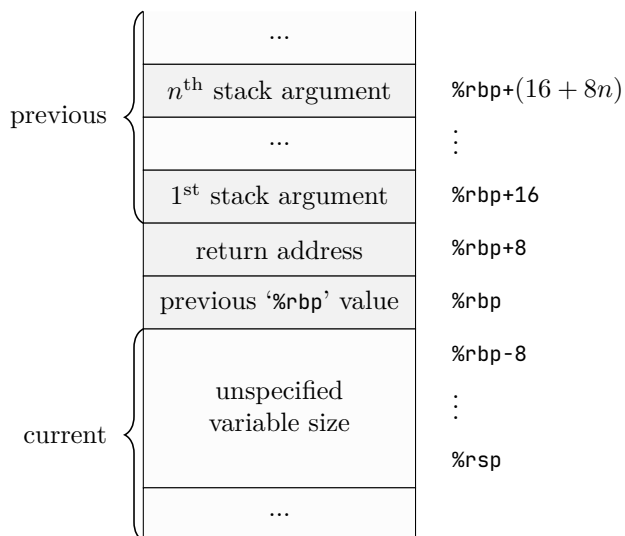 ...
nth stack argument %rbp+(16 + 8n)
previous
... ⋮
1st stack argument %rbp+16
return address %rbp+8
previous ‘%rbp’ value %rbp
%rbp-8
unspecified
variable size
⋮
current
%rsp
...